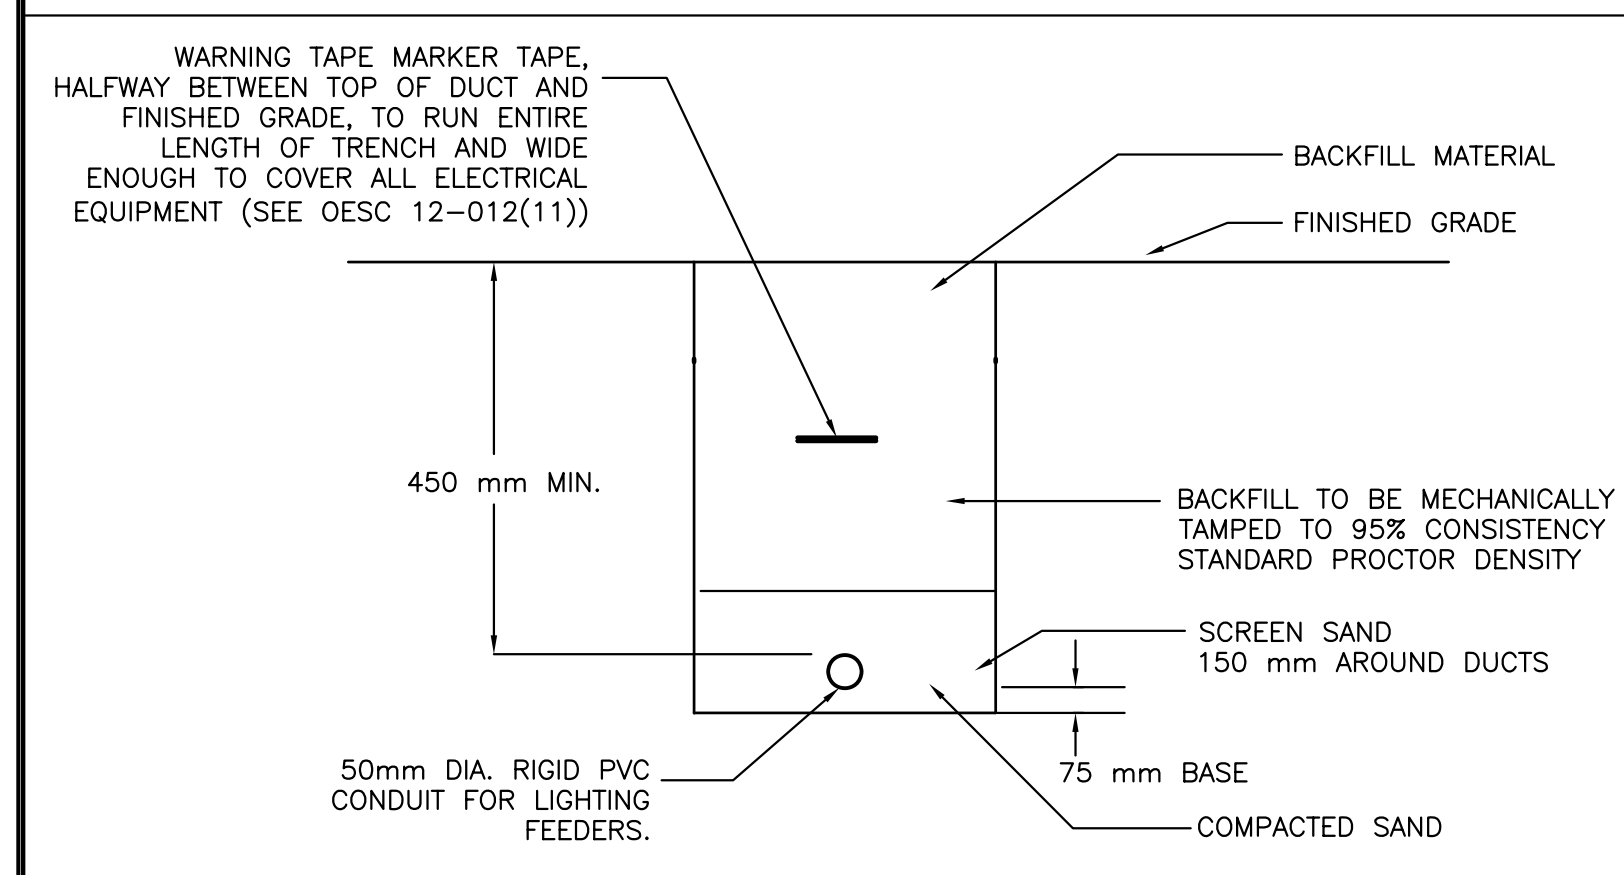 WARNING TAPE MARKER TAPE,
HALFWAY BETWEEN TOP OF DUCT AND
FINISHED GRADE, TO RUN ENTIRE
LENGTH OF TRENCH AND WIDE
ENOUGH TO COVER ALL ELECTRICAL
EQUIPMENT (SEE OESC 12-012(11))
BACKFILL MATERIAL
FINISHED GRADE
450 mm MIN.
BACKFILL TO BE MECHANICALLY
TAMPED TO 95% CONSISTENCY
STANDARD PROCTOR DENSITY
SCREEN SAND
150 mm AROUND DUCTS
75 mm BASE
50mm DIA. RIGID PVC
CONDUIT FOR LIGHTING
FEEDERS.
COMPACTED SAND